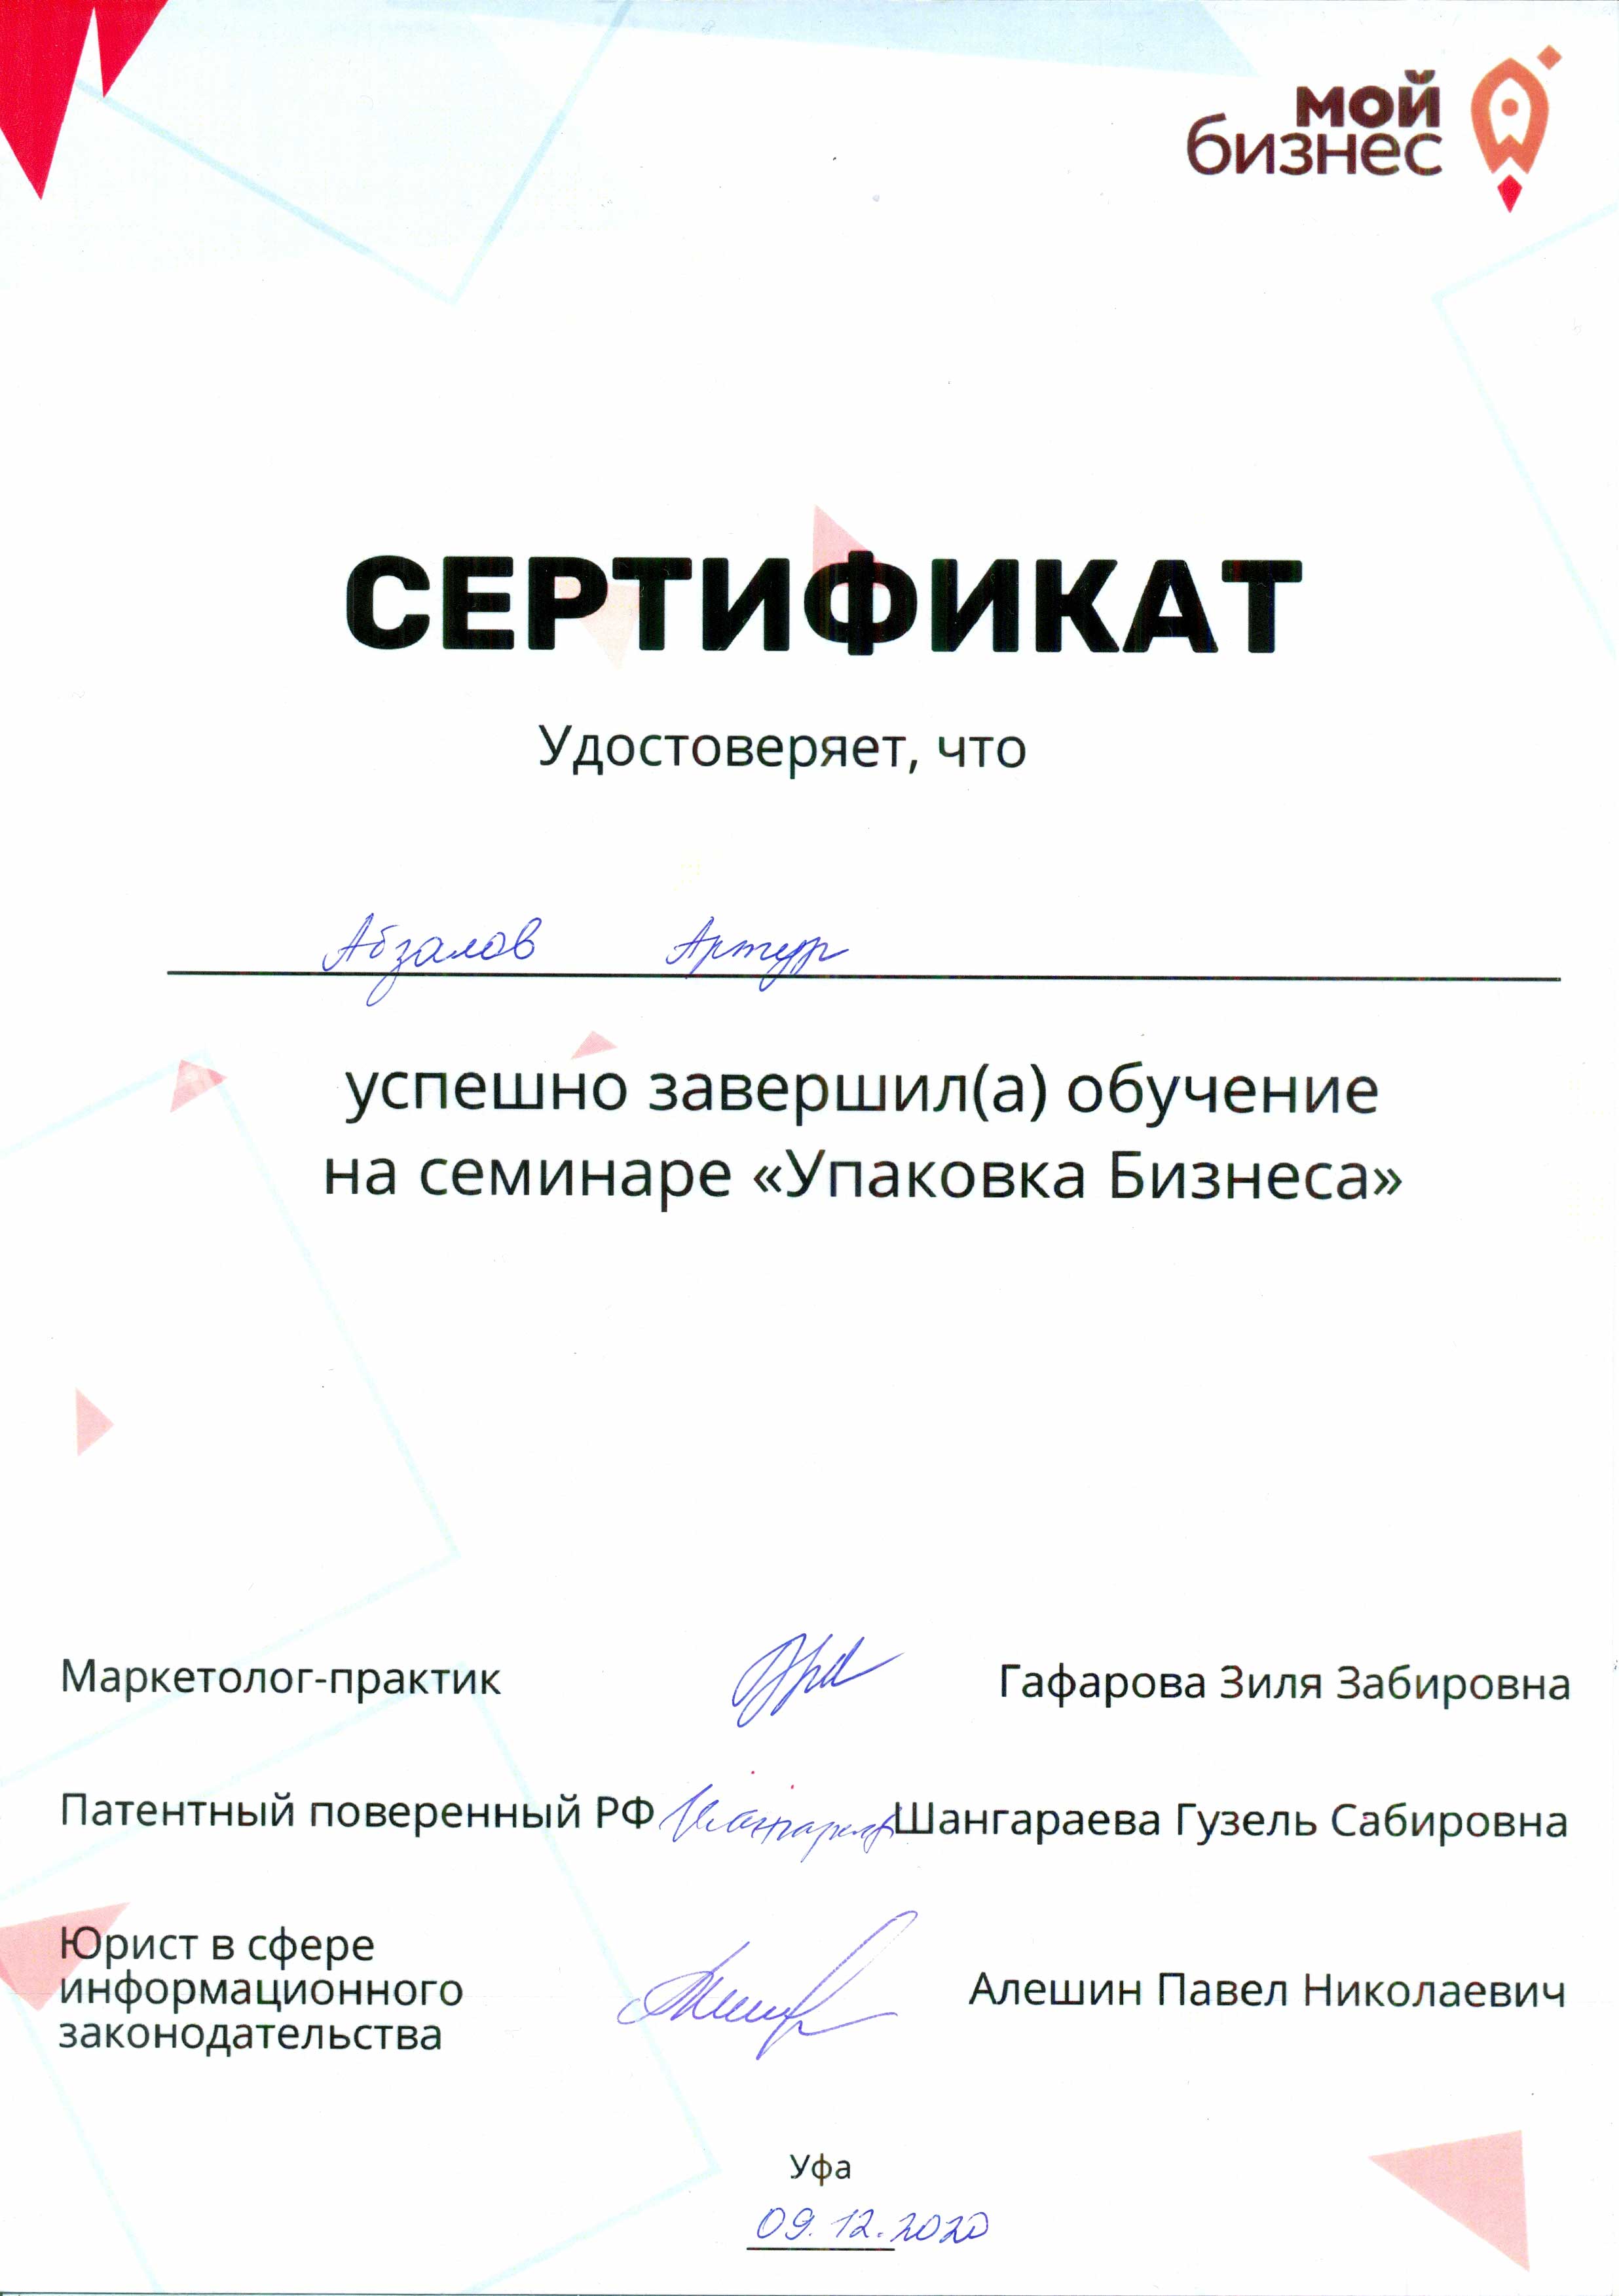 мой
бизнес
СЕРТИФИКАТ
Удостоверяет, что
Абзалов Артур
успешно завершил(а) обучение
на семинаре «Упаковка Бизнеса»
Маркетолог-практик Гафарова Зиля Забировна
Патентный поверенный РФ Шангараева Гузель Сабировна
Юрист в сфере
информационного Алешин Павел Николаевич
законодательства
Уфа
09.12.2020